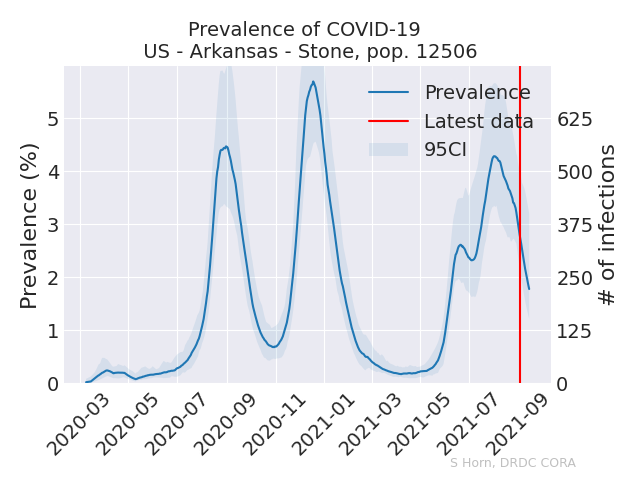 Prevalence of COVID-19
US - Arkansas - Stone, pop. 12506
Prevalence
Latest data
95CI
Prevalence (%)
5
4
3
2
1
0
# of infections
625
500
375
250
125
0
2020-03
2020-05
2020-07
2020-09
2020-11
2021-01
2021-03
2021-05
2021-07
2021-09
S Horn, DRDC CORA